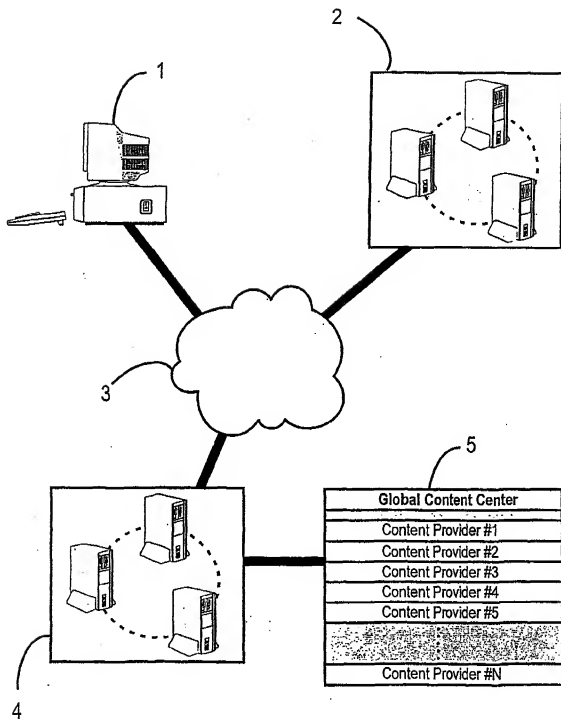 1
2
3
4
5
Global Content Center
Content Provider #1
Content Provider #2
Content Provider #3
Content Provider #4
Content Provider #5
Content Provider #N